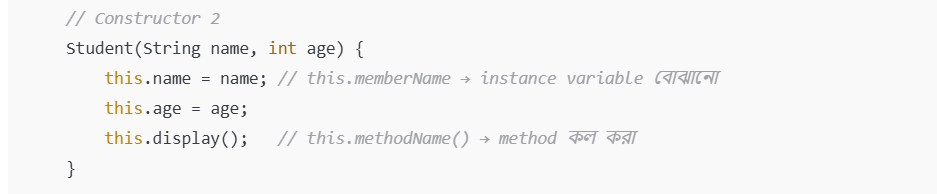 // Constructor 2
Student(String name, int age) {
this.name = name; // this.memberName → instance variable বোঝানো
this.age = age;
this.display(); // this.methodName() → method কল করা
}